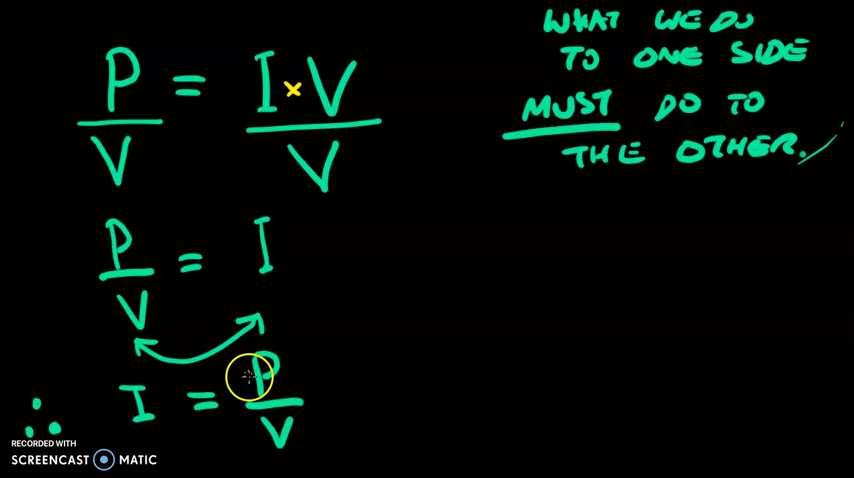 P = I × V
V V
WHAT WE DO
TO ONE SIDE
MUST DO TO
THE OTHER.
P = I
V
∴ I = P
V
RECORDED WITH
SCREENCAST MATIC